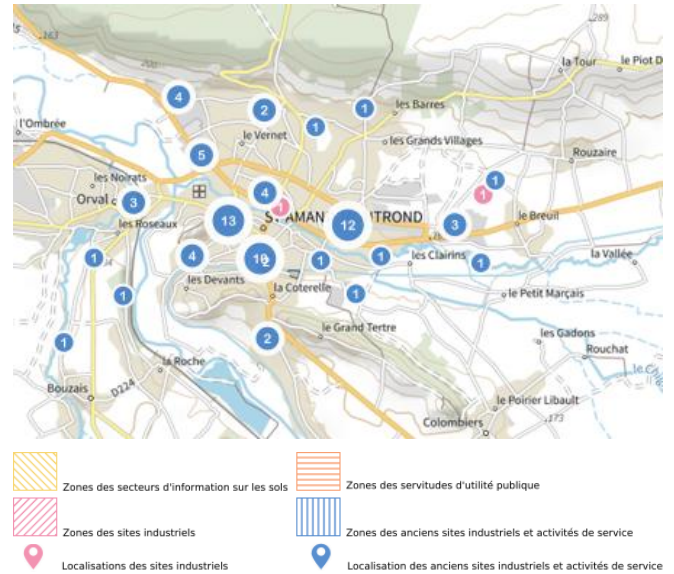 289
163
200
la Tour
le Piot D
4
2
1
1
les Barres
l'Ombrée
le Vernet
1
les Grands Villages
5
Rouzaire
les Noirats
4
1
1
Orval
3
1
13
12
3
le Breuil
les Roseaux
4
1
1
1
les Clairins
1
la Vallée
les Devants
la Coterelle
1
1
le Petit Marçais
2
le Grand Tertre
les Gadons
1
Rouchat
la Roche
Bouzais
D224
le Poirier Libault
173
Colombiers
Zones des secteurs d'information sur les sols
Zones des servitudes d'utilité publique
Zones des sites industriels
Zones des anciens sites industriels et activités de service
Localisations des sites industriels
Localisation des anciens sites industriels et activités de service